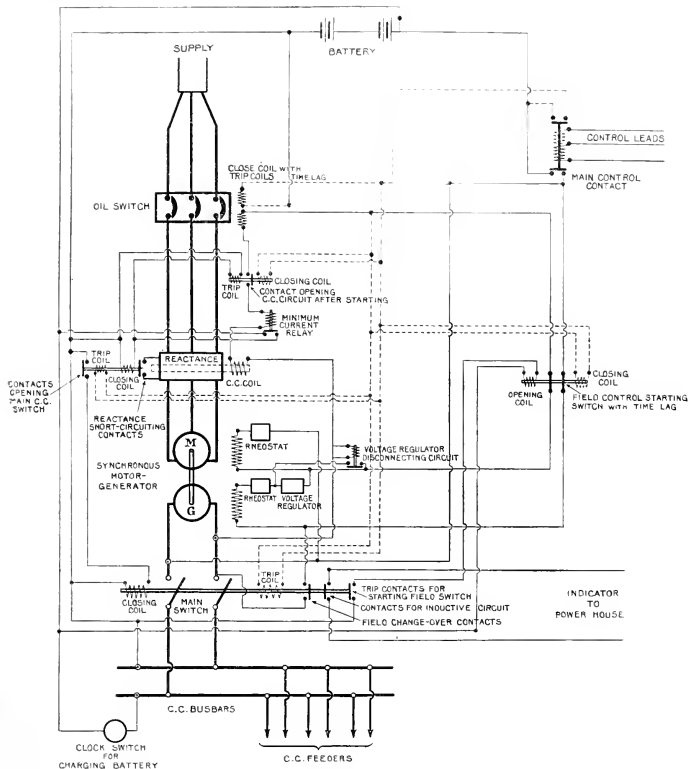 SUPPLY
BATTERY
CONTROL LEADS
MAIN CONTROL
CONTACT
CLOSE COIL WITH
TRIP COILS TIME LAG
OIL SWITCH
TRIP
COIL
CLOSING COIL
CONTACT OPENING
C.C. CIRCUIT AFTER STARTING
MINIMUM
CURRENT
RELAY
TRIP
COIL
REACTANCE
CLOSING
COIL
C.C. COIL
CONTACTS
OPENING
MAIN C.C.
SWITCH
REACTANCE
SHORT-CIRCUITING
CONTACTS
OPENING
COIL
CLOSING
COIL
FIELD CONTROL STARTING
SWITCH WITH TIME LAG
M
SYNCHRONOUS
MOTOR-
GENERATOR
G
RHEOSTAT
VOLTAGE REGULATOR
DISCONNECTING CIRCUIT
RHEOSTAT
VOLTAGE
REGULATOR
TRIP
COIL
CLOSING
COIL
MAIN
SWITCH
TRIP CONTACTS FOR
STARTING FIELD SWITCH
CONTACTS FOR INDUCTIVE CIRCUIT
FIELD CHANGE-OVER CONTACTS
INDICATOR
TO
POWER HOUSE
C.C. BUSBARS
CLOCK SWITCH
FOR
CHARGING BATTERY
C.C. FEEDERS